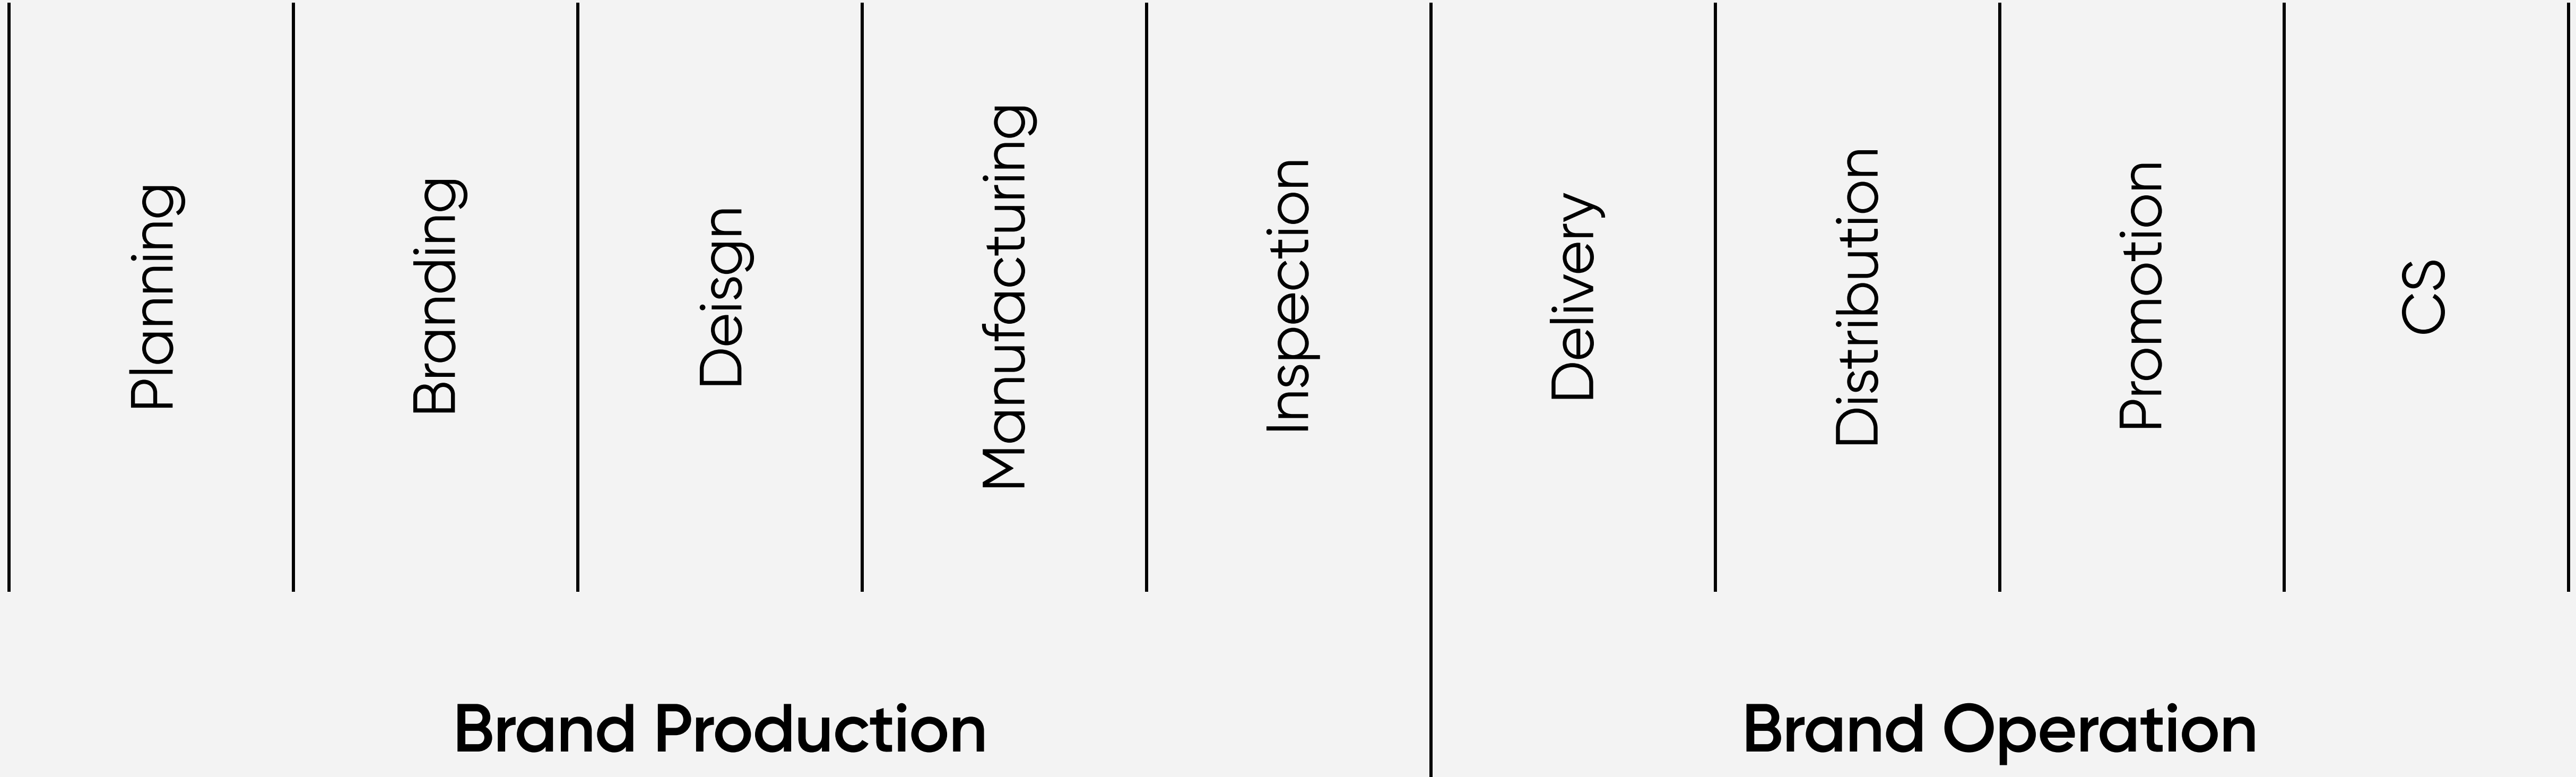 Planning
Branding
Deisgn
Manufacturing
Inspection
Delivery
Distribution
Promotion
CS
Brand Production
Brand Operation